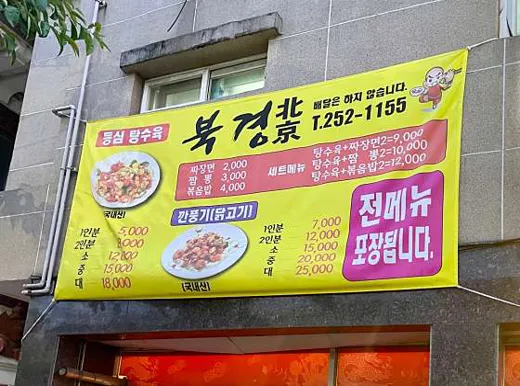 북경北京
배달은 하지 않습니다.
T.252-1155
등심 탕수육
국내산
1인분 5,000
2인분 8,000
소 12,000
중 15,000
대 18,000
짜장면 2,000
짬뽕 3,000
볶음밥 4,000
세트메뉴
탕수육+짜장면2=9,000
탕수육+짬 뽕2=10,000
탕수육+볶음밥2=12,000
깐풍기(닭고기)
(국내산)
1인분 7,000
2인분 12,000
소 15,000
중 20,000
대 25,000
전메뉴
포장됩니다.